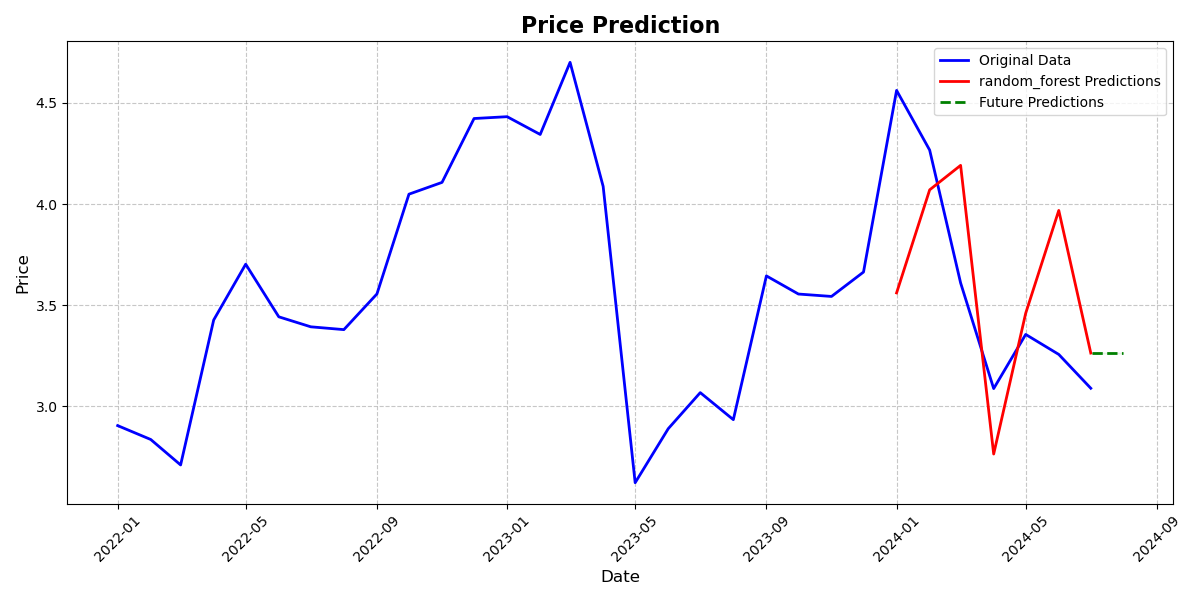 Price Prediction
Original Data
random_forest Predictions
Future Predictions
Price
4.5
4.0
3.5
3.0
2022-01
2022-05
2022-09
2023-01
2023-05
2023-09
2024-01
2024-05
2024-09
Date